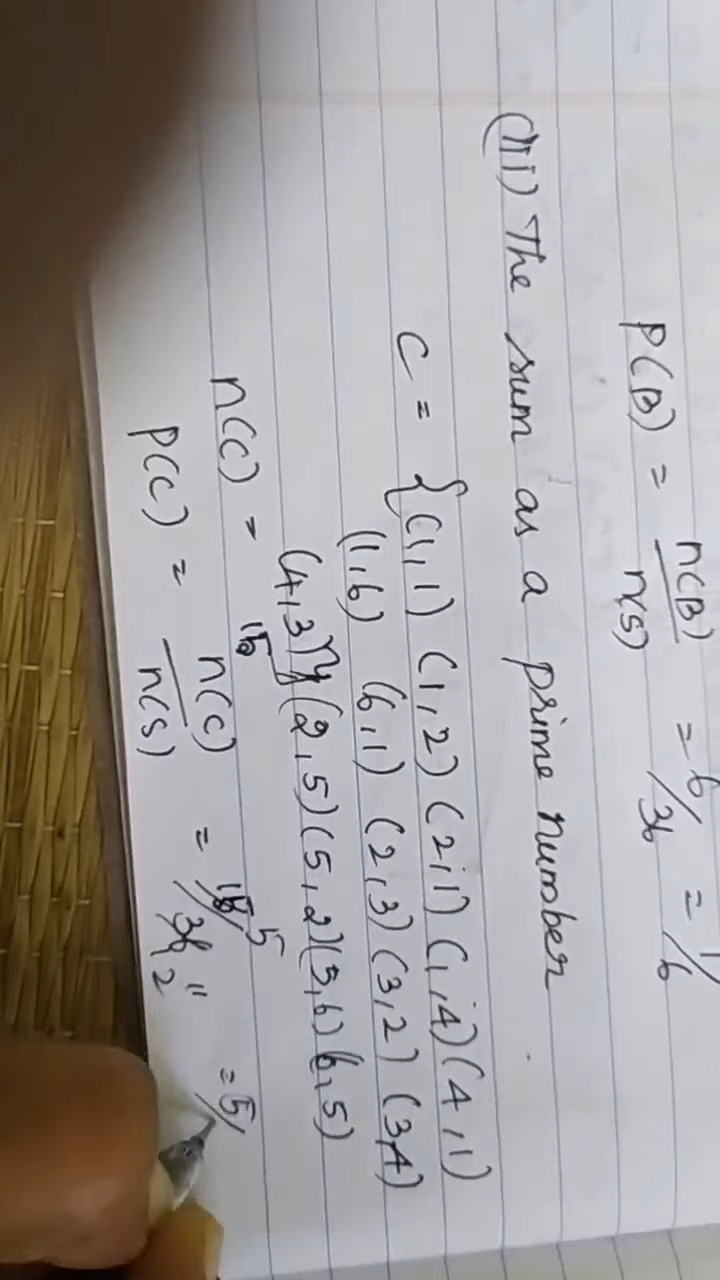 P(B) = n(B)/n(S) = 6/36 = 1/6
(iii) The sum as a prime number
C = {(1,1) (1,2) (2,1) (1,4) (4,1)
(1,6) (6,1) (2,3) (3,2) (3,4)
(4,3)} (2,5) (5,2) (5,6) (6,5)
n(C) = 15
P(C) = n(C)/n(S) = 15/36 = 5/